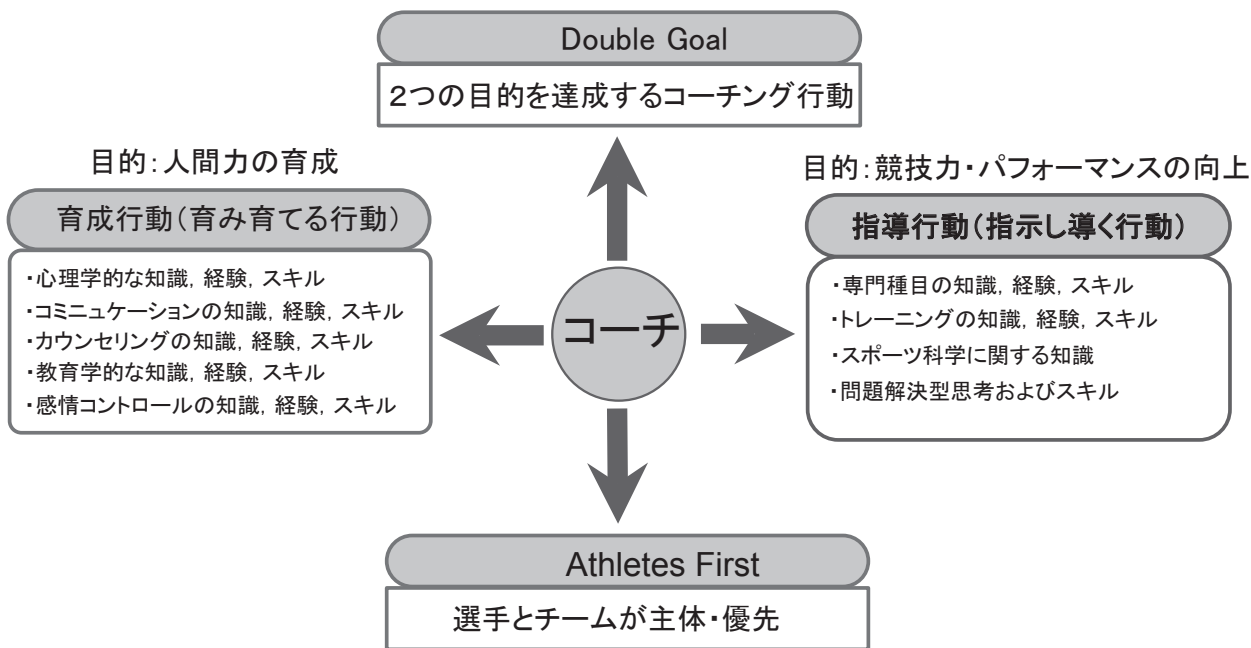 Double Goal
2つの目的を達成するコーチング行動
目的:人間力の育成
育成行動(育み育てる行動)
・心理学的な知識, 経験, スキル
・コミニュケーションの知識, 経験, スキル
・カウンセリングの知識, 経験, スキル
・教育学的な知識, 経験, スキル
・感情コントロールの知識, 経験, スキル
コーチ
目的:競技力・パフォーマンスの向上
指導行動(指示し導く行動)
・専門種目の知識, 経験, スキル
・トレーニングの知識, 経験, スキル
・スポーツ科学に関する知識
・問題解決型思考およびスキル
Athletes First
選手とチームが主体・優先